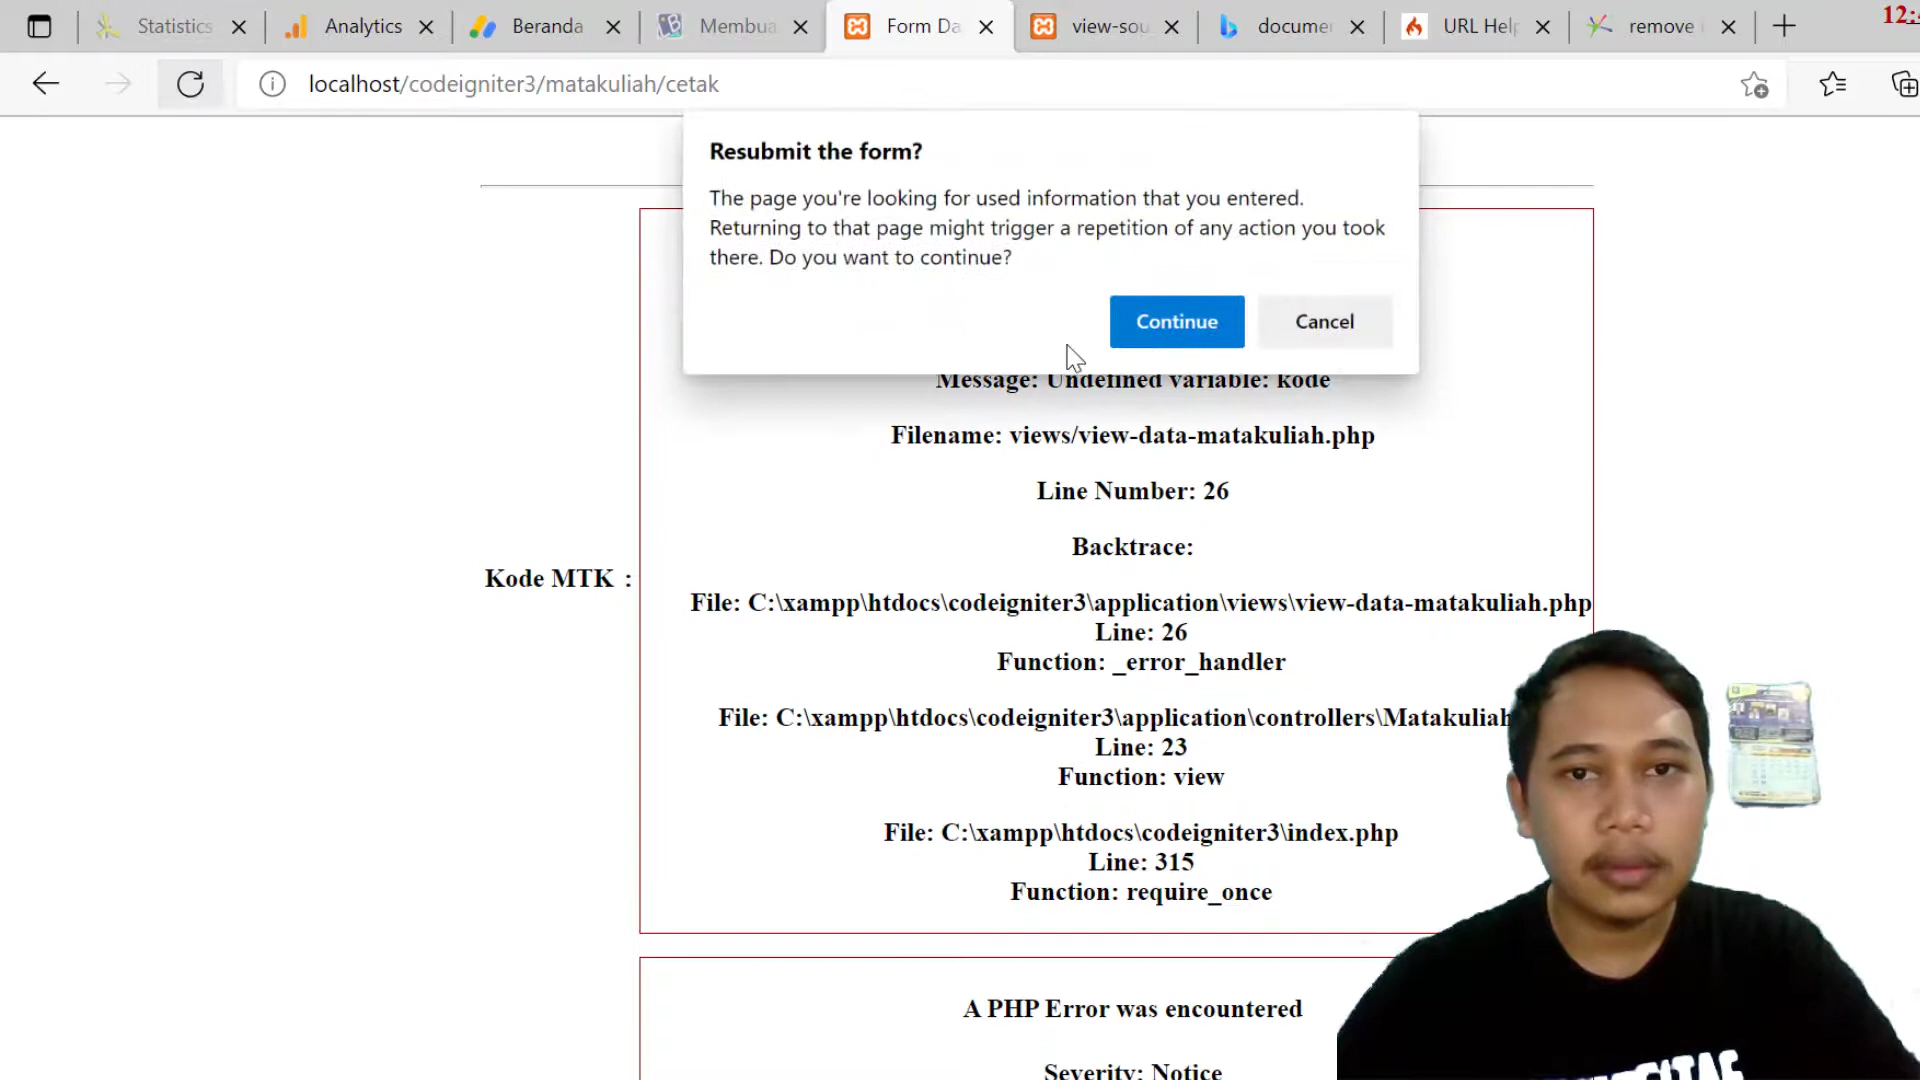 Statistics
Analytics
Beranda
Membua
Form Da
view-sou
documen
URL Help
remove
12:
localhost/codeigniter3/matakuliah/cetak
Resubmit the form?
The page you're looking for used information that you entered.
Returning to that page might trigger a repetition of any action you took
there. Do you want to continue?
Continue
Cancel
Message: Undefined variable: kode
Filename: views/view-data-matakuliah.php
Line Number: 26
Backtrace:
Kode MTK :
File: C:\xampp\htdocs\codeigniter3\application\views\view-data-matakuliah.php
Line: 26
Function: _error_handler
File: C:\xampp\htdocs\codeigniter3\application\controllers\Matakuliah
Line: 23
Function: view
File: C:\xampp\htdocs\codeigniter3\index.php
Line: 315
Function: require_once
A PHP Error was encountered
Severity: Notice